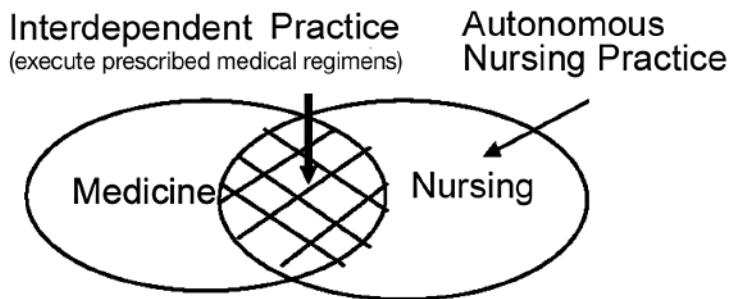 Interdependent Practice
(execute prescribed medical regimens)
Autonomous
Nursing Practice
Medicine
Nursing